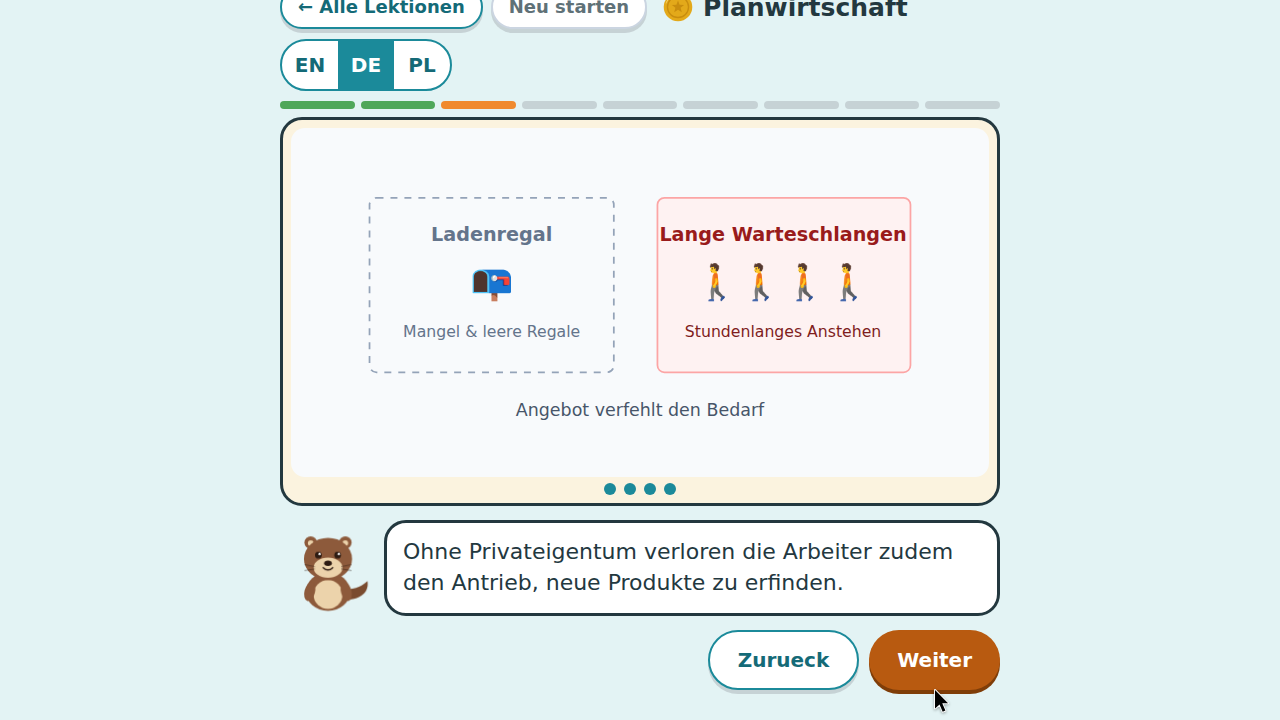 ← Alle Lektionen
Neu starten
Planwirtschaft
EN DE PL
Ladenregal
Mangel & leere Regale
Lange Warteschlangen
Stundenlanges Anstehen
Angebot verfehlt den Bedarf
Ohne Privateigentum verloren die Arbeiter zudem
den Antrieb, neue Produkte zu erfinden.
Zurueck
Weiter